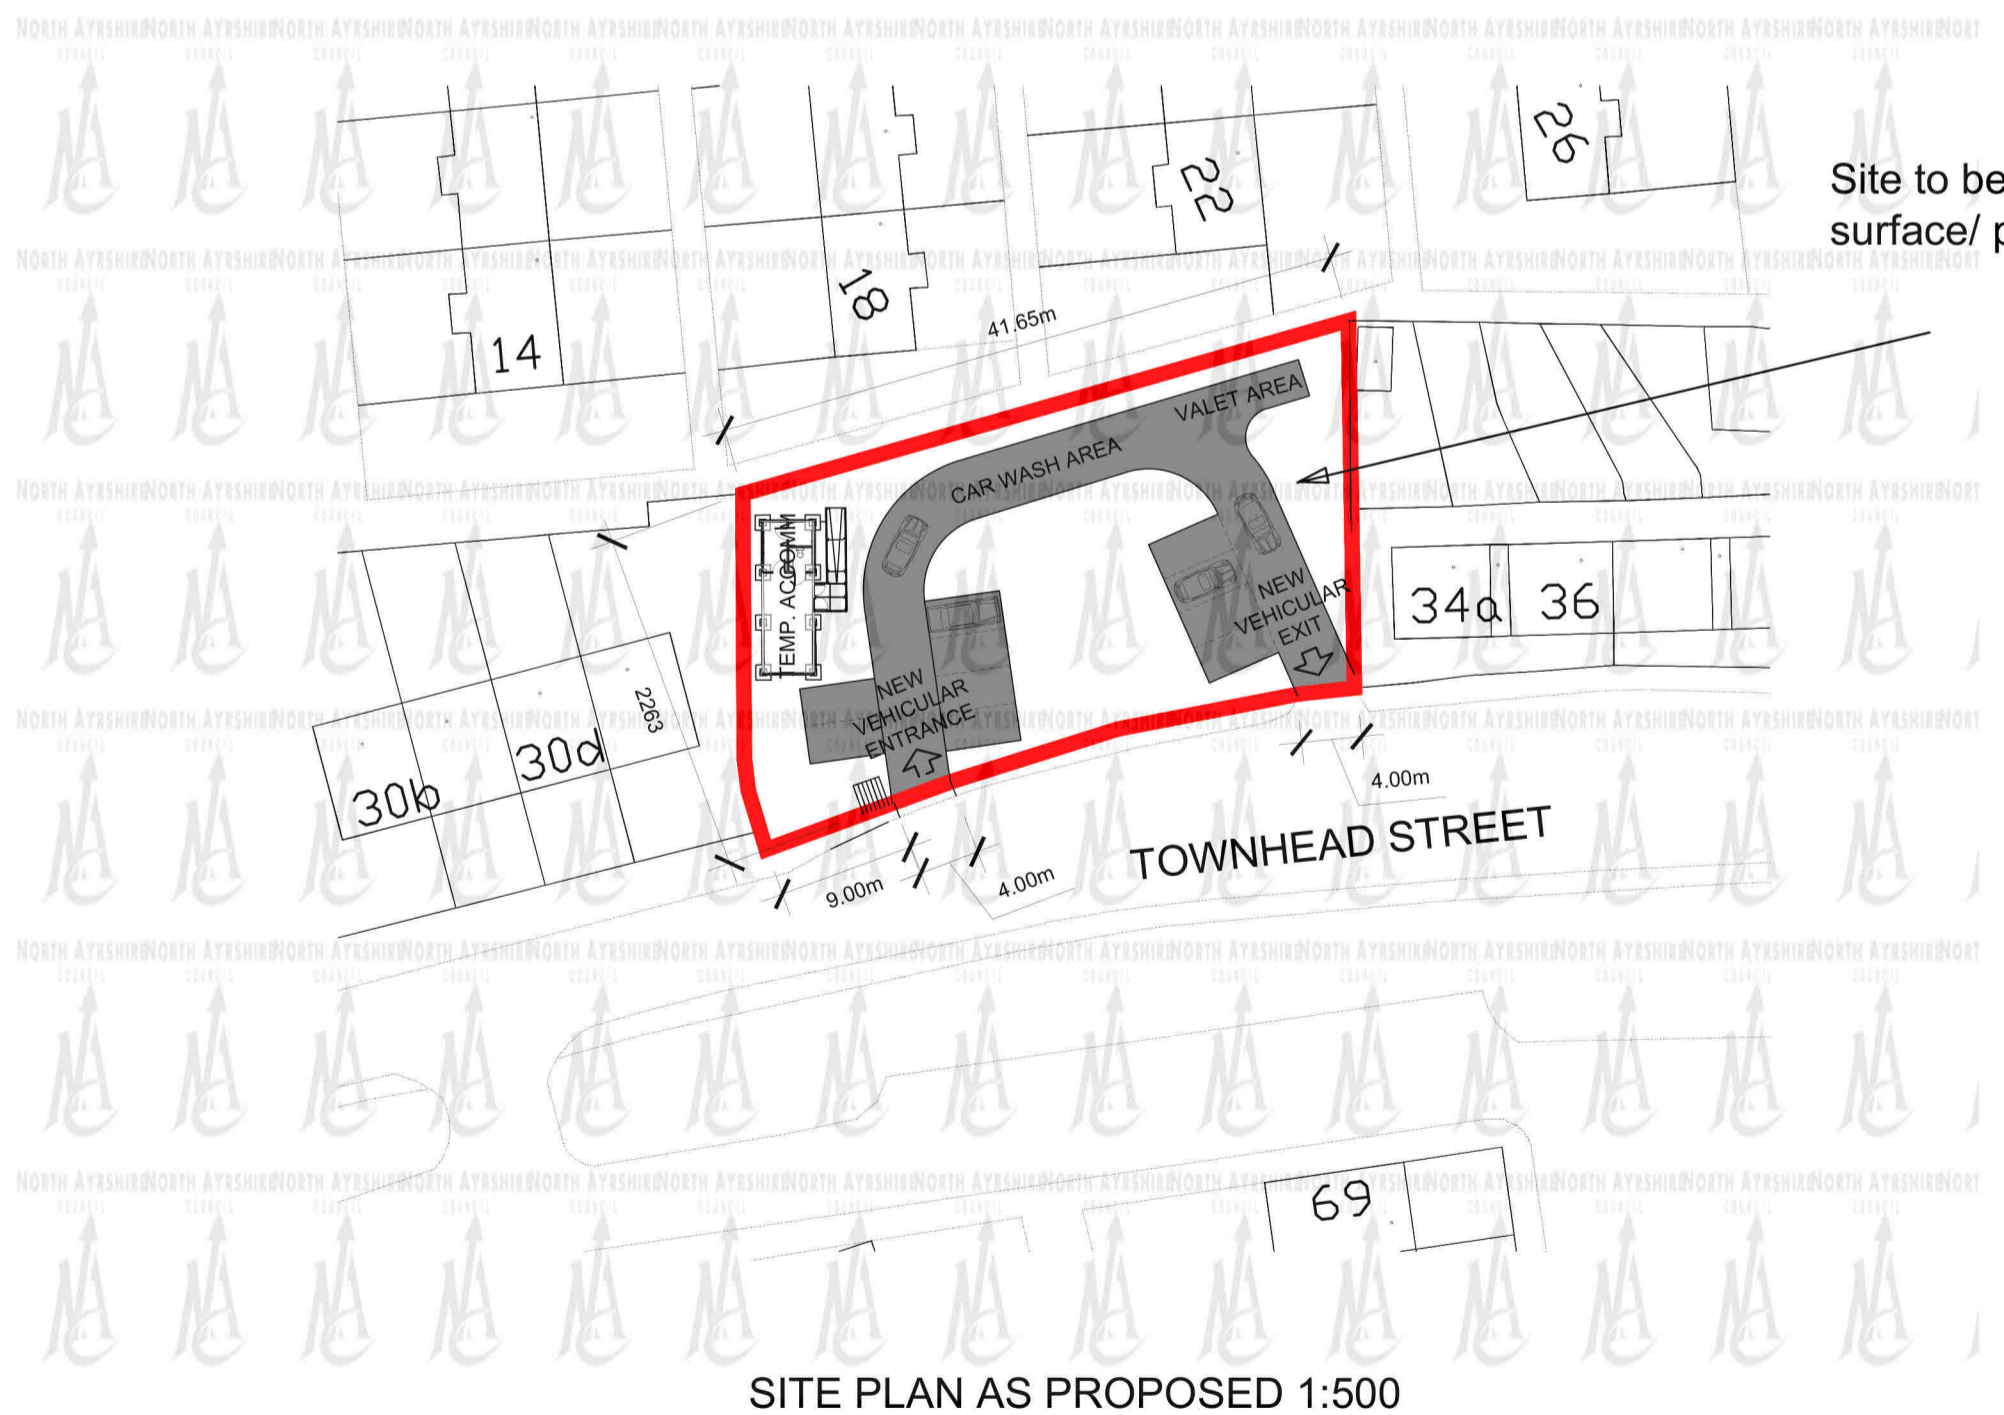 26
22
Site to be
surface/ p
18
41.65m
14
VALET AREA
CAR WASH AREA
TEMP. ACCOMM
NEW
VEHICULAR
EXIT
34a
36
NEW
VEHICULAR
ENTRANCE
2263
30d
30b
4.00m
TOWNHEAD STREET
9.00m
4.00m
69
SITE PLAN AS PROPOSED 1:500
NORTH AYRSHIRE
COUNCIL